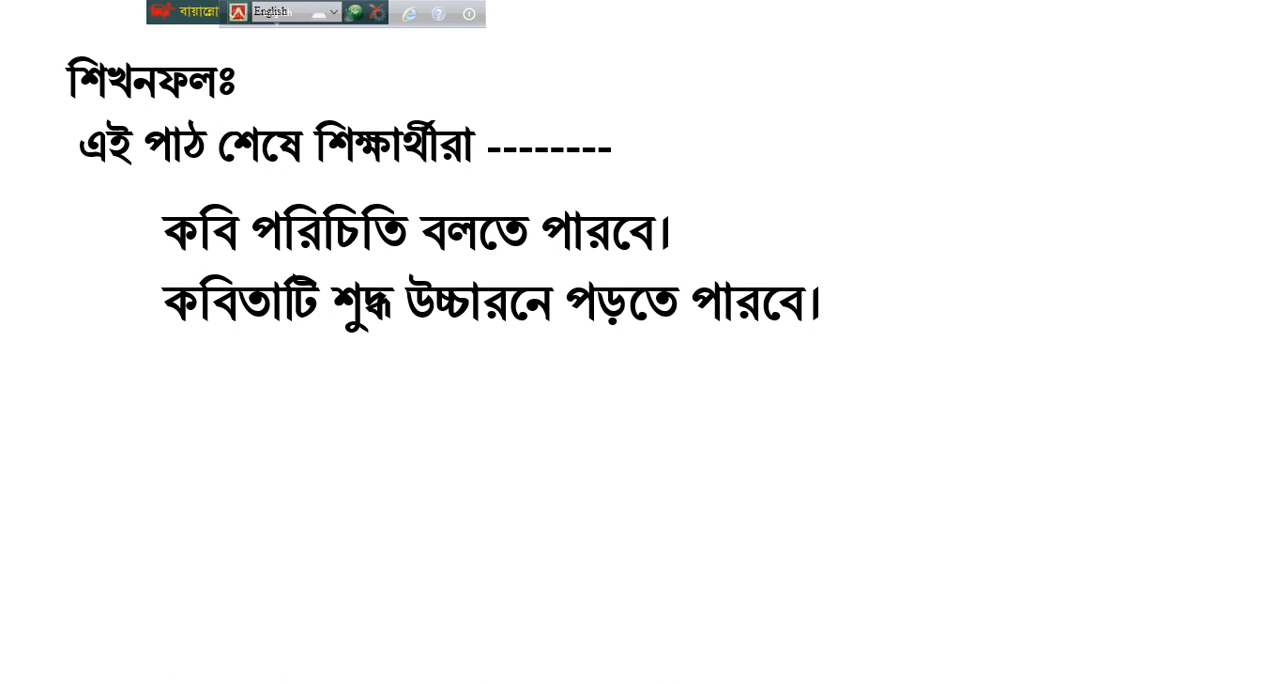 বায়ান্নো English
শিখনফলঃ
এই পাঠ শেষে শিক্ষার্থীরা --------
কবি পরিচিতি বলতে পারবে।
কবিতাটি শুদ্ধ উচ্চারনে পড়তে পারবে।